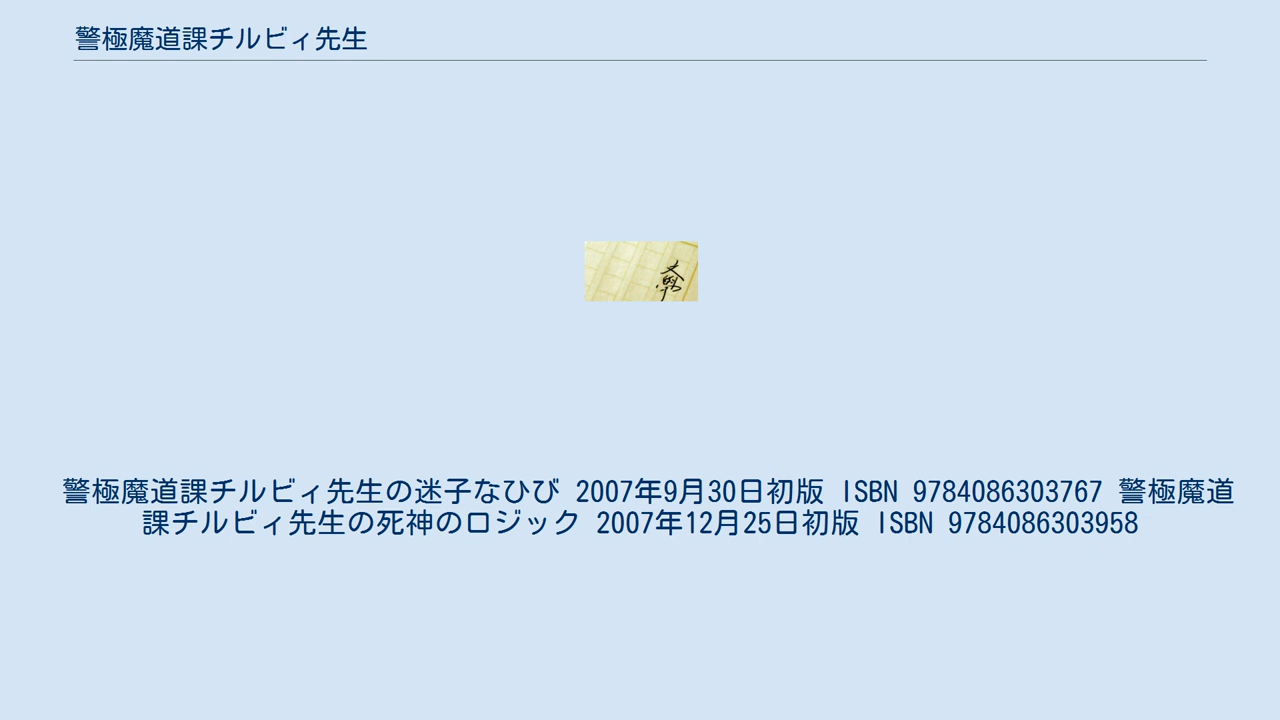 警極魔道課チルビィ先生
警極魔道課チルビィ先生の迷子なひび 2007年9月30日初版 ISBN 9784086303767 警極魔道
課チルビィ先生の死神のロジック 2007年12月25日初版 ISBN 9784086303958